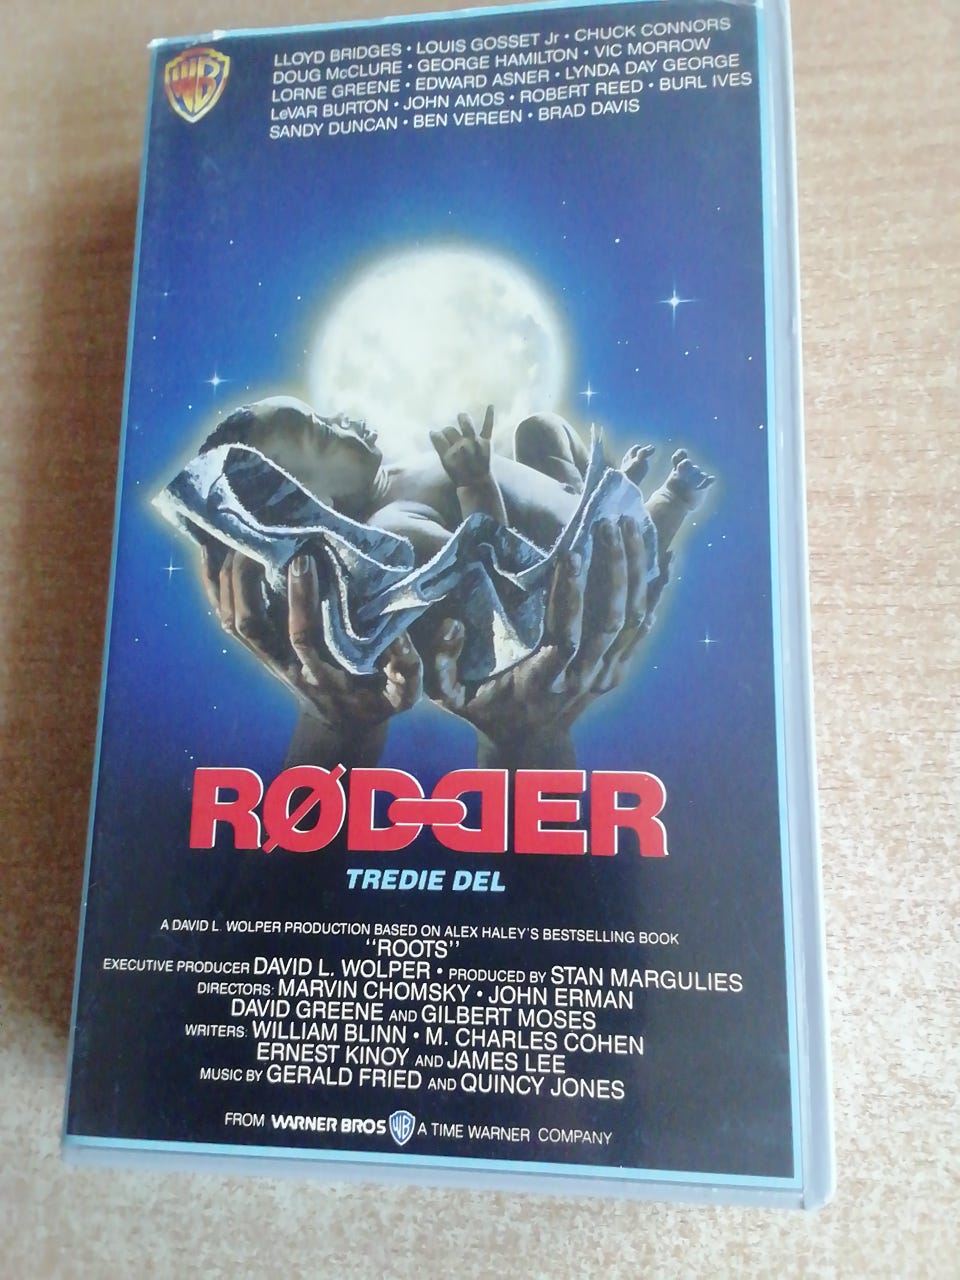 WB
LLOYD BRIDGES • LOUIS GOSSET Jr • CHUCK CONNORS
DOUG McCLURE • GEORGE HAMILTON • VIC MORROW
LORNE GREENE • EDWARD ASNER • LYNDA DAY GEORGE
LeVAR BURTON • JOHN AMOS • ROBERT REED • BURL IVES
SANDY DUNCAN • BEN VEREEN • BRAD DAVIS
RØDDER
TREDIE DEL
A DAVID L. WOLPER PRODUCTION BASED ON ALEX HALEY'S BESTSELLING BOOK
"ROOTS"
EXECUTIVE PRODUCER DAVID L. WOLPER • PRODUCED BY STAN MARGULIES
DIRECTORS: MARVIN CHOMSKY • JOHN ERMAN
DAVID GREENE AND GILBERT MOSES
WRITERS: WILLIAM BLINN • M. CHARLES COHEN
ERNEST KINOY AND JAMES LEE
MUSIC BY GERALD FRIED AND QUINCY JONES
FROM WARNER BROS WB A TIME WARNER COMPANY